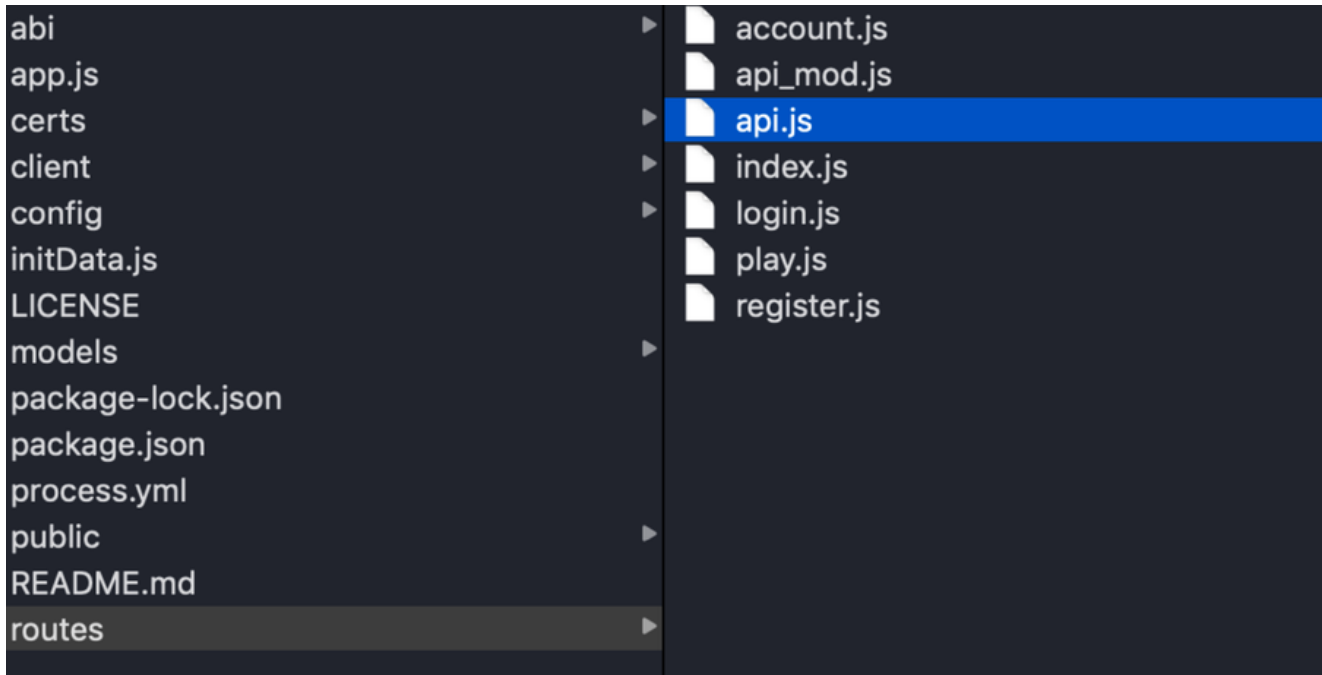 abi
app.js
certs
client
config
initData.js
LICENSE
models
package-lock.json
package.json
process.yml
public
README.md
routes
account.js
api_mod.js
api.js
index.js
login.js
play.js
register.js